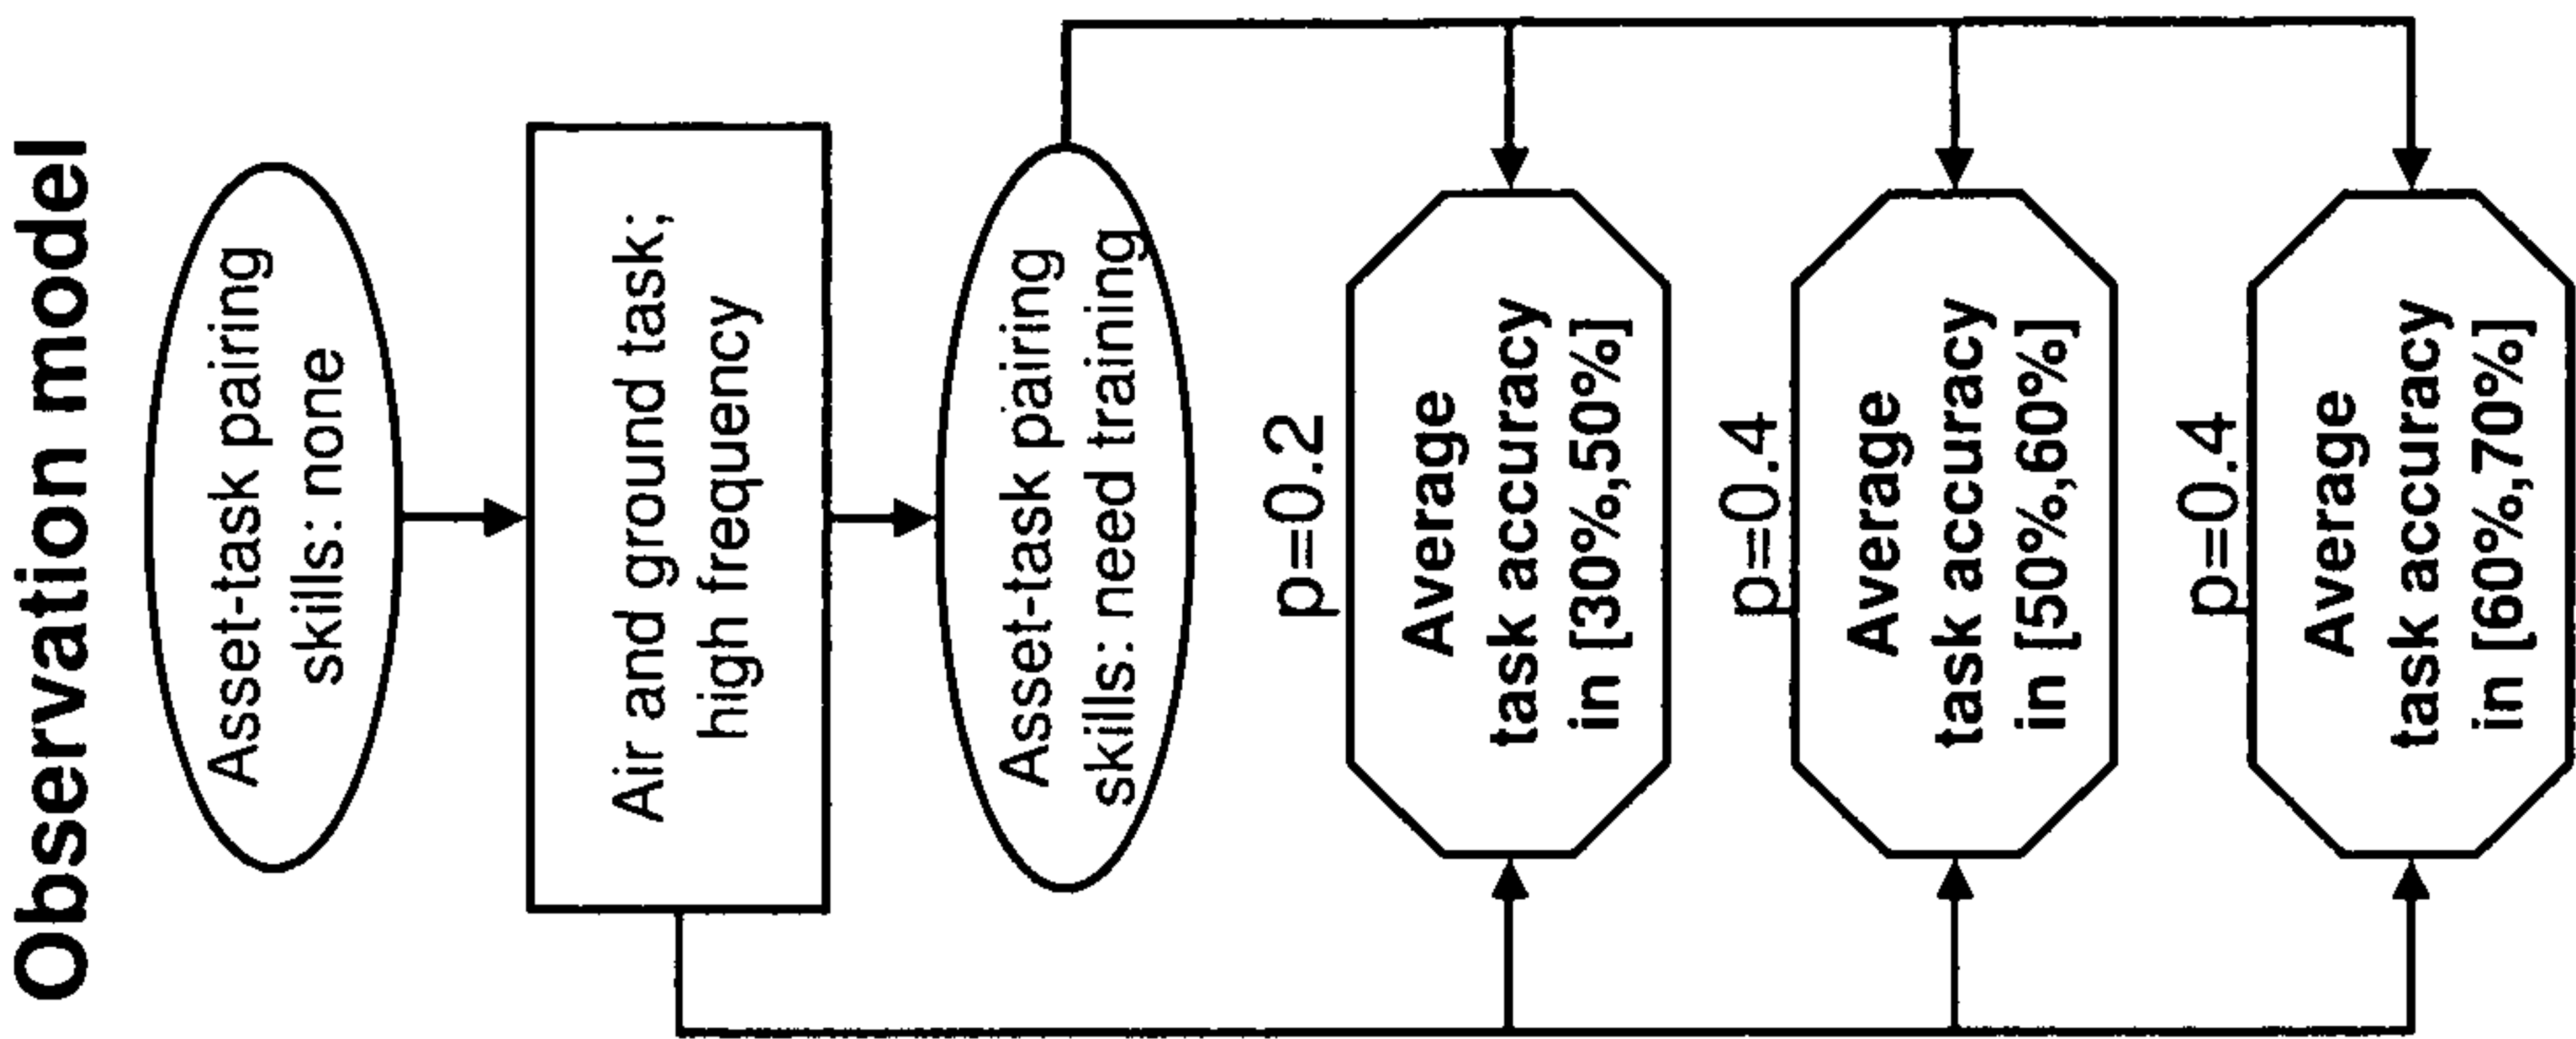 Observation model
Asset-task pairing
skills: none
Air and ground task;
high frequency
Asset-task pairing
skills: need training
p=0.2
Average
task accuracy
in [30%,50%]
p=0.4
Average
task accuracy
in [50%,60%]
p=0.4
Average
task accuracy
in [60%,70%]